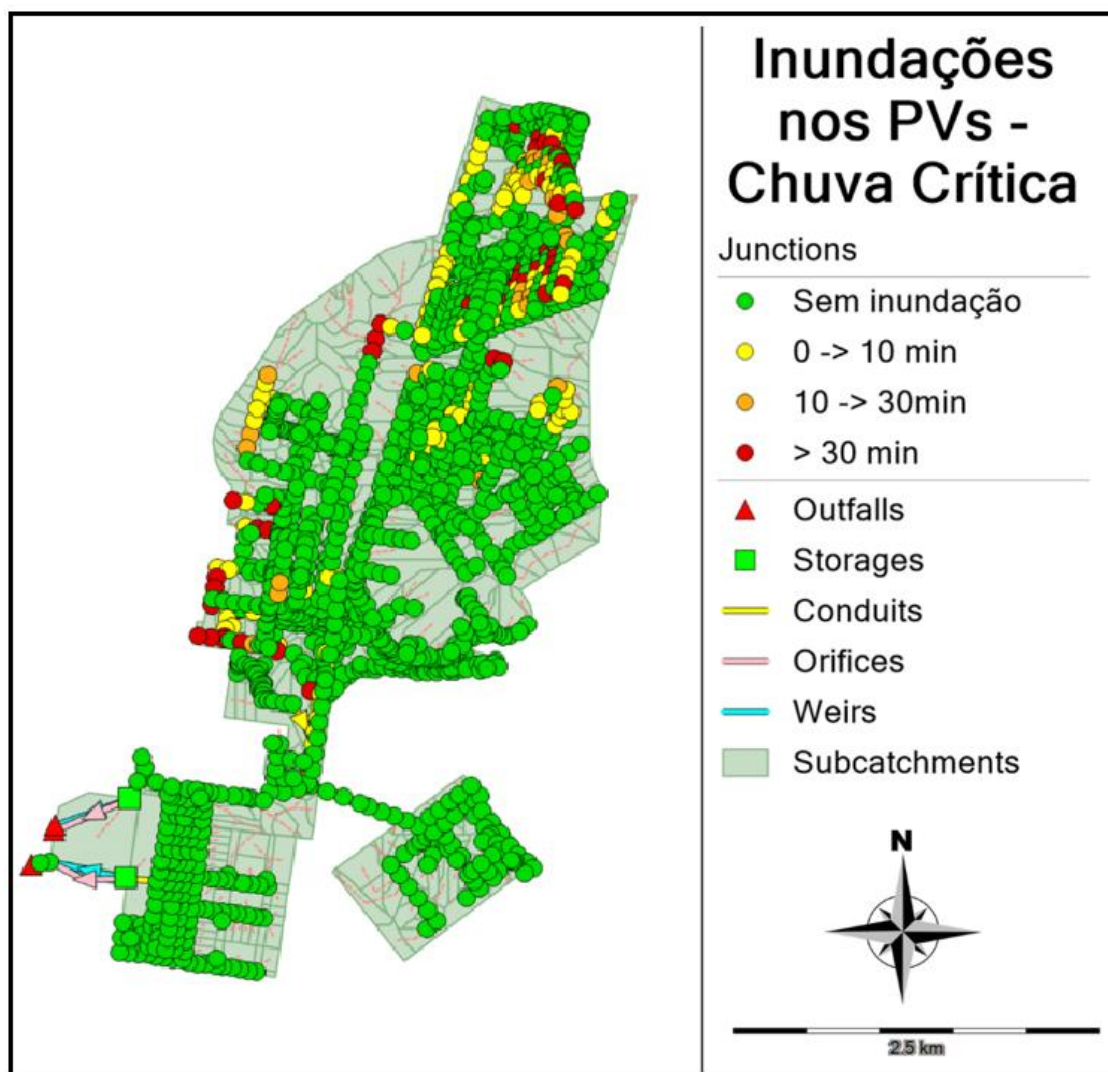 Inundações
nos PVs -
Chuva Crítica
Junctions
Sem inundação
0 -> 10 min
10 -> 30min
> 30 min
Outfalls
Storages
Conduits
Orifices
Weirs
Subcatchments
N
2.5 km